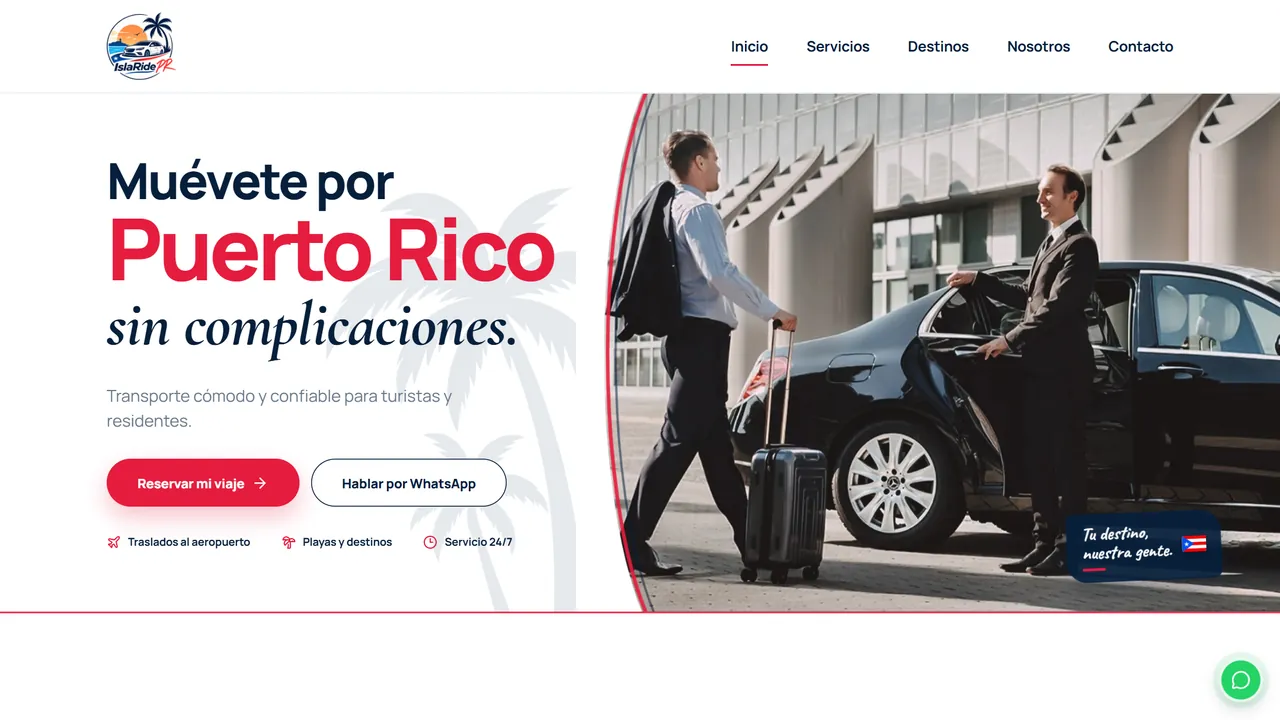 IslaRide PR
Inicio
Servicios
Destinos
Nosotros
Contacto
Muévete por
Puerto Rico
sin complicaciones.
Transporte cómodo y confiable para turistas y
residentes.
Reservar mi viaje
Hablar por WhatsApp
Traslados al aeropuerto
Playas y destinos
Servicio 24/7
Tu destino,
nuestra gente.